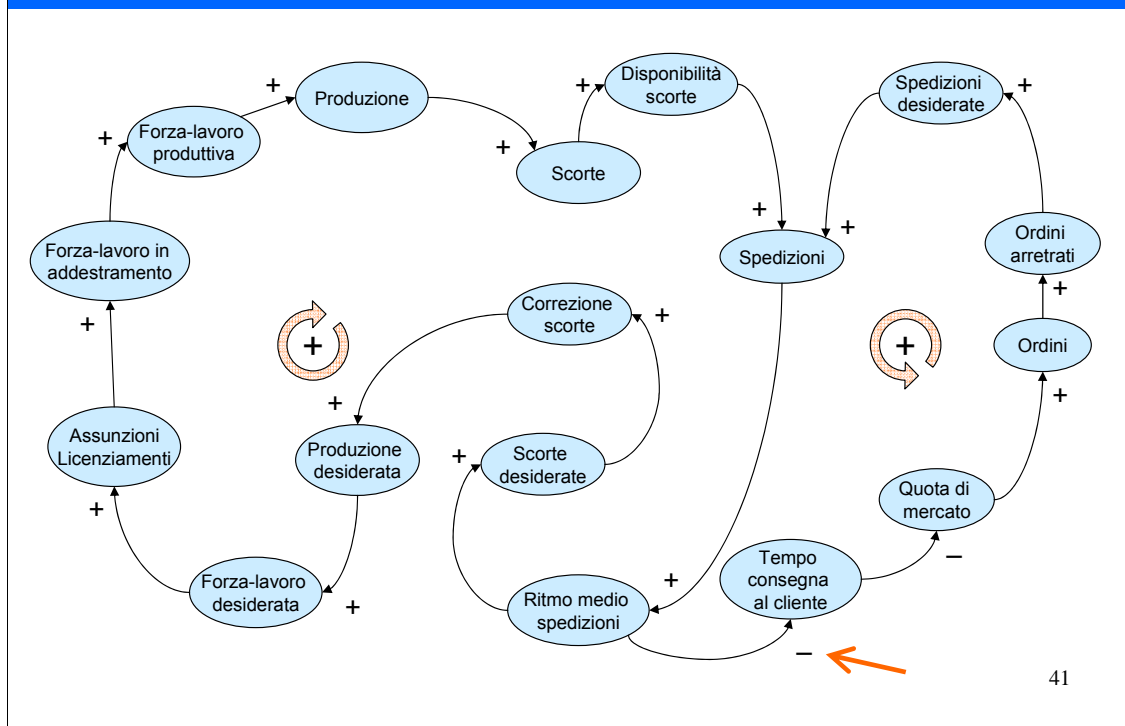 Produzione
+
Disponibilità
scorte
+
Spedizioni
desiderate
+
Forza-lavoro
produttiva
+
+
Scorte
+
Forza-lavoro in
addestramento
+
Spedizioni
+
+
Ordini
arretrati
+
Correzione
scorte
+
+
+
Ordini
+
Assunzioni
Licenziamenti
+
Produzione
desiderata
+
Scorte
desiderate
+
Quota di
mercato
–
Forza-lavoro
desiderata
+
Ritmo medio
spedizioni
+
Tempo
consegna
al cliente
–
41